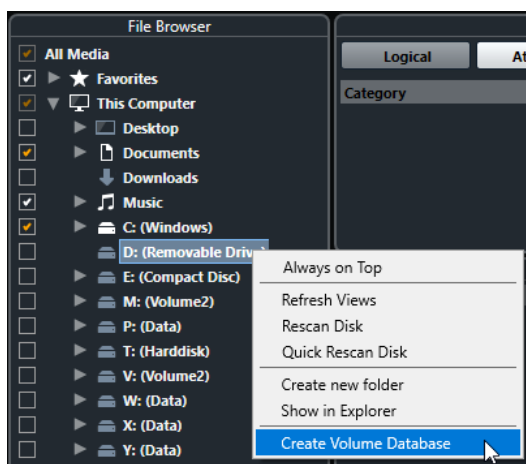 File Browser
All Media
Favorites
This Computer
Desktop
Documents
Downloads
Music
C: (Windows)
D: (Removable Drive)
E: (Compact Disc)
M: (Volume2)
P: (Data)
T: (Harddisk)
V: (Volume2)
W: (Data)
X: (Data)
Y: (Data)
Logical
Category
Always on Top
Refresh Views
Rescan Disk
Quick Rescan Disk
Create new folder
Show in Explorer
Create Volume Database